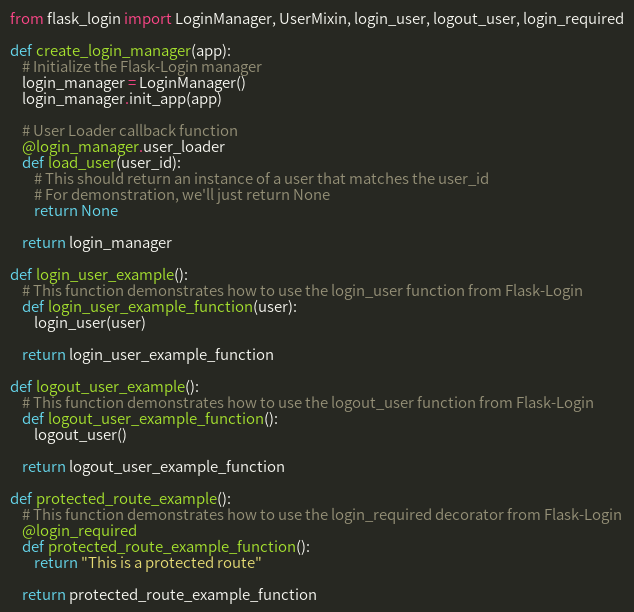 from flask_login import LoginManager, UserMixin, login_user, logout_user, login_required

def create_login_manager(app):
    # Initialize the Flask-Login manager
    login_manager = LoginManager()
    login_manager.init_app(app)

    # User Loader callback function
    @login_manager.user_loader
    def load_user(user_id):
        # This should return an instance of a user that matches the user_id
        # For demonstration, we'll just return None
        return None

    return login_manager

def login_user_example():
    # This function demonstrates how to use the login_user function from Flask-Login
    def login_user_example_function(user):
        login_user(user)

    return login_user_example_function

def logout_user_example():
    # This function demonstrates how to use the logout_user function from Flask-Login
    def logout_user_example_function():
        logout_user()

    return logout_user_example_function

def protected_route_example():
    # This function demonstrates how to use the login_required decorator from Flask-Login
    @login_required
    def protected_route_example_function():
        return "This is a protected route"

    return protected_route_example_function